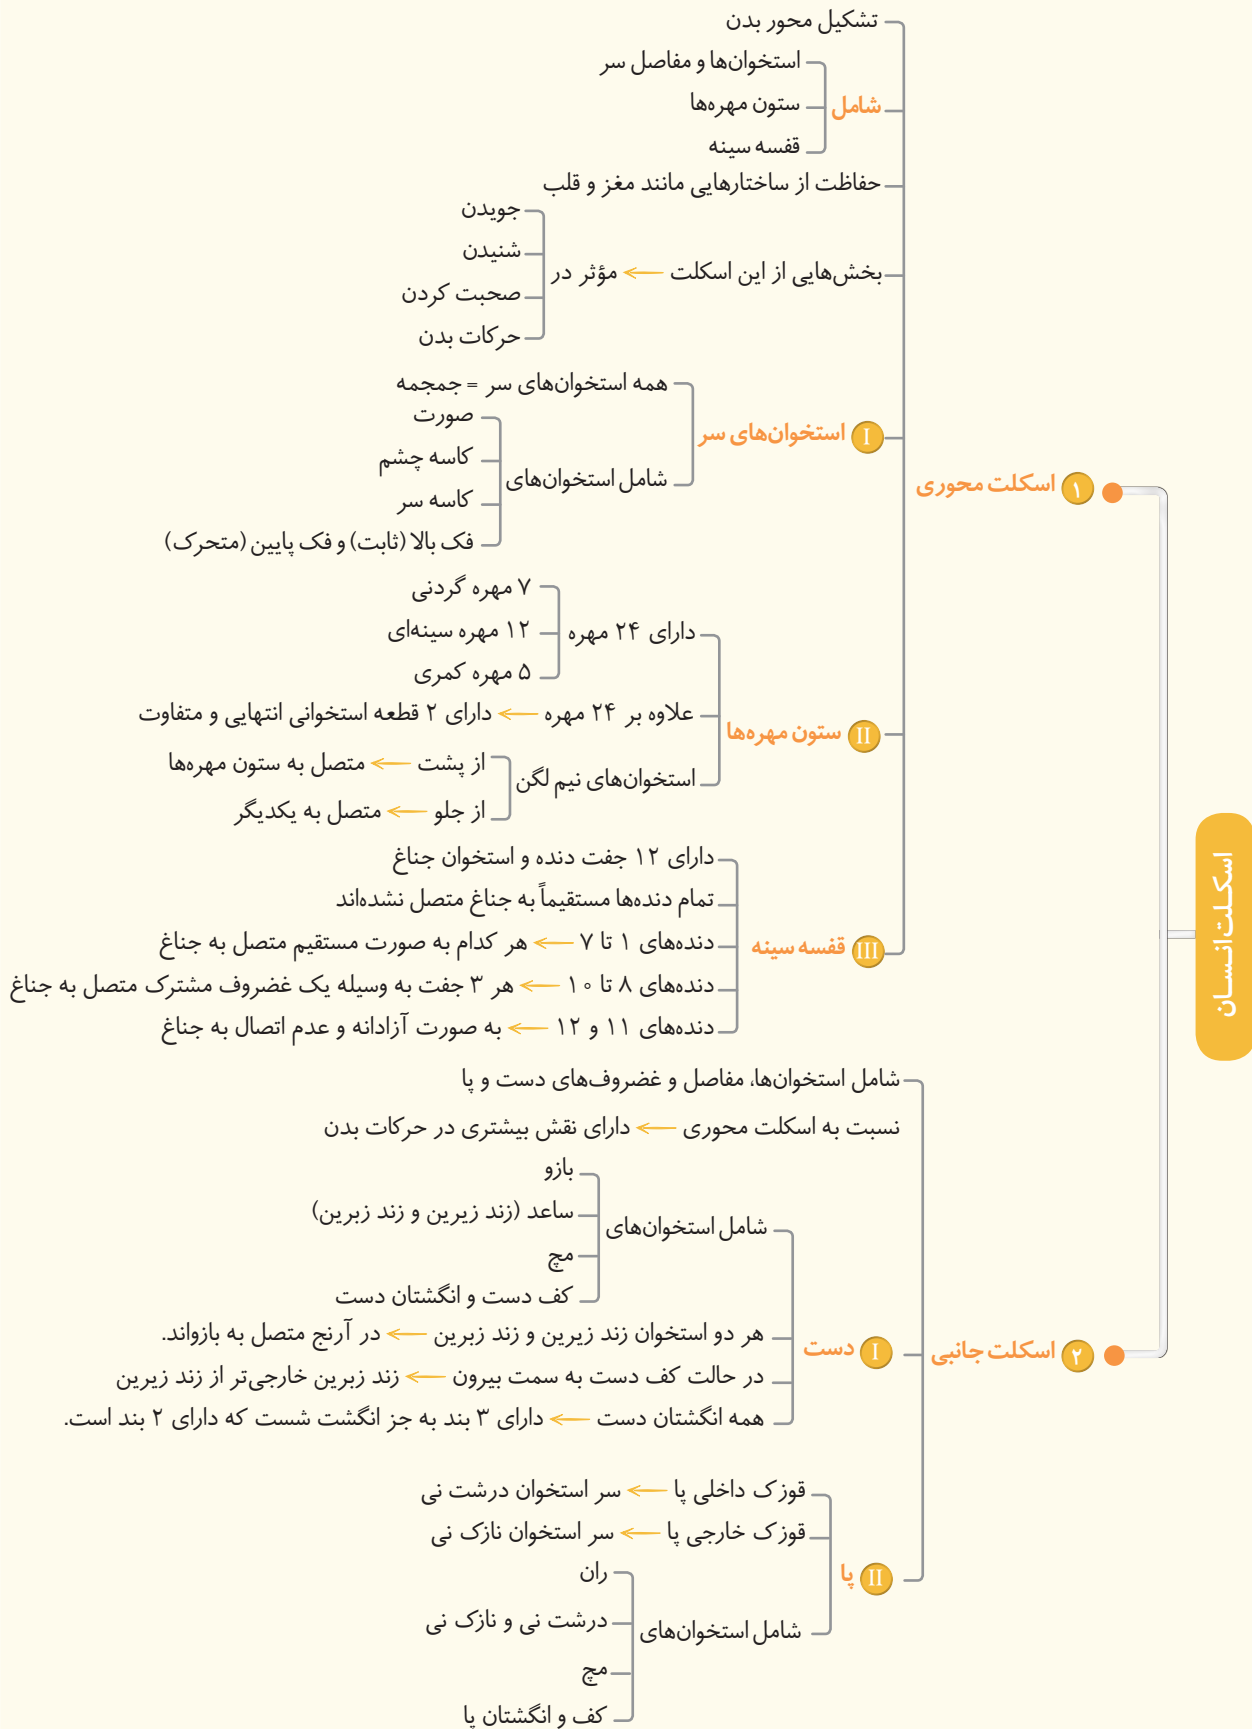 اسکلت انسان
۱ اسکلت محوری
تشکیل محور بدن
شامل
استخوان‌ها و مفاصل سر
ستون مهره‌ها
قفسه سینه
حفاظت از ساختارهایی مانند مغز و قلب
بخش‌هایی از این اسکلت ← مؤثر در
جویدن
شنیدن
صحبت کردن
حرکات بدن
I استخوان‌های سر
همه استخوان‌های سر = جمجمه
شامل استخوان‌های
صورت
کاسه چشم
کاسه سر
فک بالا (ثابت) و فک پایین (متحرک)
II ستون مهره‌ها
دارای ۲۴ مهره
۷ مهره گردنی
۱۲ مهره سینه‌ای
۵ مهره کمری
علاوه بر ۲۴ مهره ← دارای ۲ قطعه استخوانی انتهایی و متفاوت
استخوان‌های نیم لگن
از پشت ← متصل به ستون مهره‌ها
از جلو ← متصل به یکدیگر
III قفسه سینه
دارای ۱۲ جفت دنده و استخوان جناغ
تمام دنده‌ها مستقیماً به جناغ متصل نشده‌اند
دنده‌های ۱ تا ۷ ← هر کدام به صورت مستقیم متصل به جناغ
دنده‌های ۸ تا ۱۰ ← هر ۳ جفت به وسیله یک غضروف مشترک متصل به جناغ
دنده‌های ۱۱ و ۱۲ ← به صورت آزادانه و عدم اتصال به جناغ
۲ اسکلت جانبی
شامل استخوان‌ها، مفاصل و غضروف‌های دست و پا
نسبت به اسکلت محوری ← دارای نقش بیشتری در حرکات بدن
I دست
شامل استخوان‌های
بازو
ساعد (زند زیرین و زند زبرین)
مچ
کف دست و انگشتان دست
هر دو استخوان زند زیرین و زند زبرین ← در آرنج متصل به بازواند.
در حالت کف دست به سمت بیرون ← زند زبرین خارجی‌تر از زند زیرین
همه انگشتان دست ← دارای ۳ بند به جز انگشت شست که دارای ۲ بند است.
II پا
قوزک داخلی پا ← سر استخوان درشت نی
قوزک خارجی پا ← سر استخوان نازک نی
شامل استخوان‌های
ران
درشت نی و نازک نی
مچ
کف و انگشتان پا